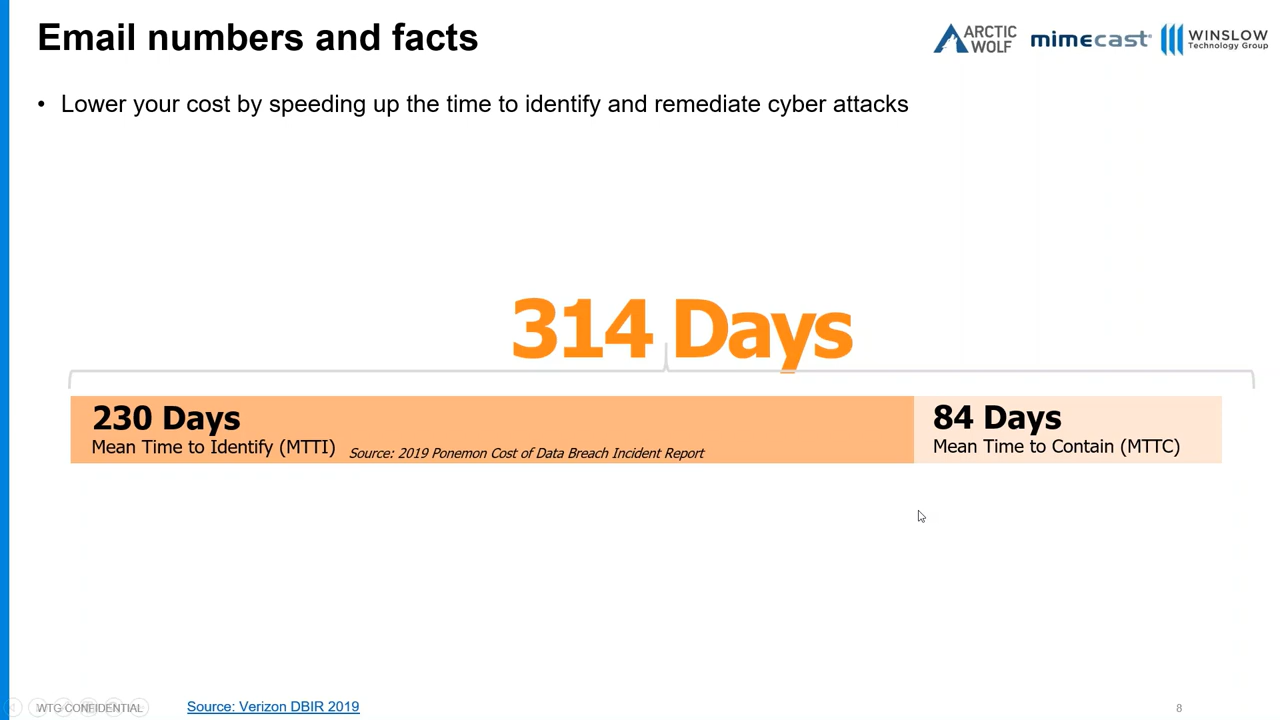 Email numbers and facts
ARCTIC
WOLF
mimecast®
WINSLOW
Technology Group
• Lower your cost by speeding up the time to identify and remediate cyber attacks
314 Days
230 Days
Mean Time to Identify (MTTI)
Source: 2019 Ponemon Cost of Data Breach Incident Report
84 Days
Mean Time to Contain (MTTC)
WTG CONFIDENTIAL
Source: Verizon DBIR 2019
8